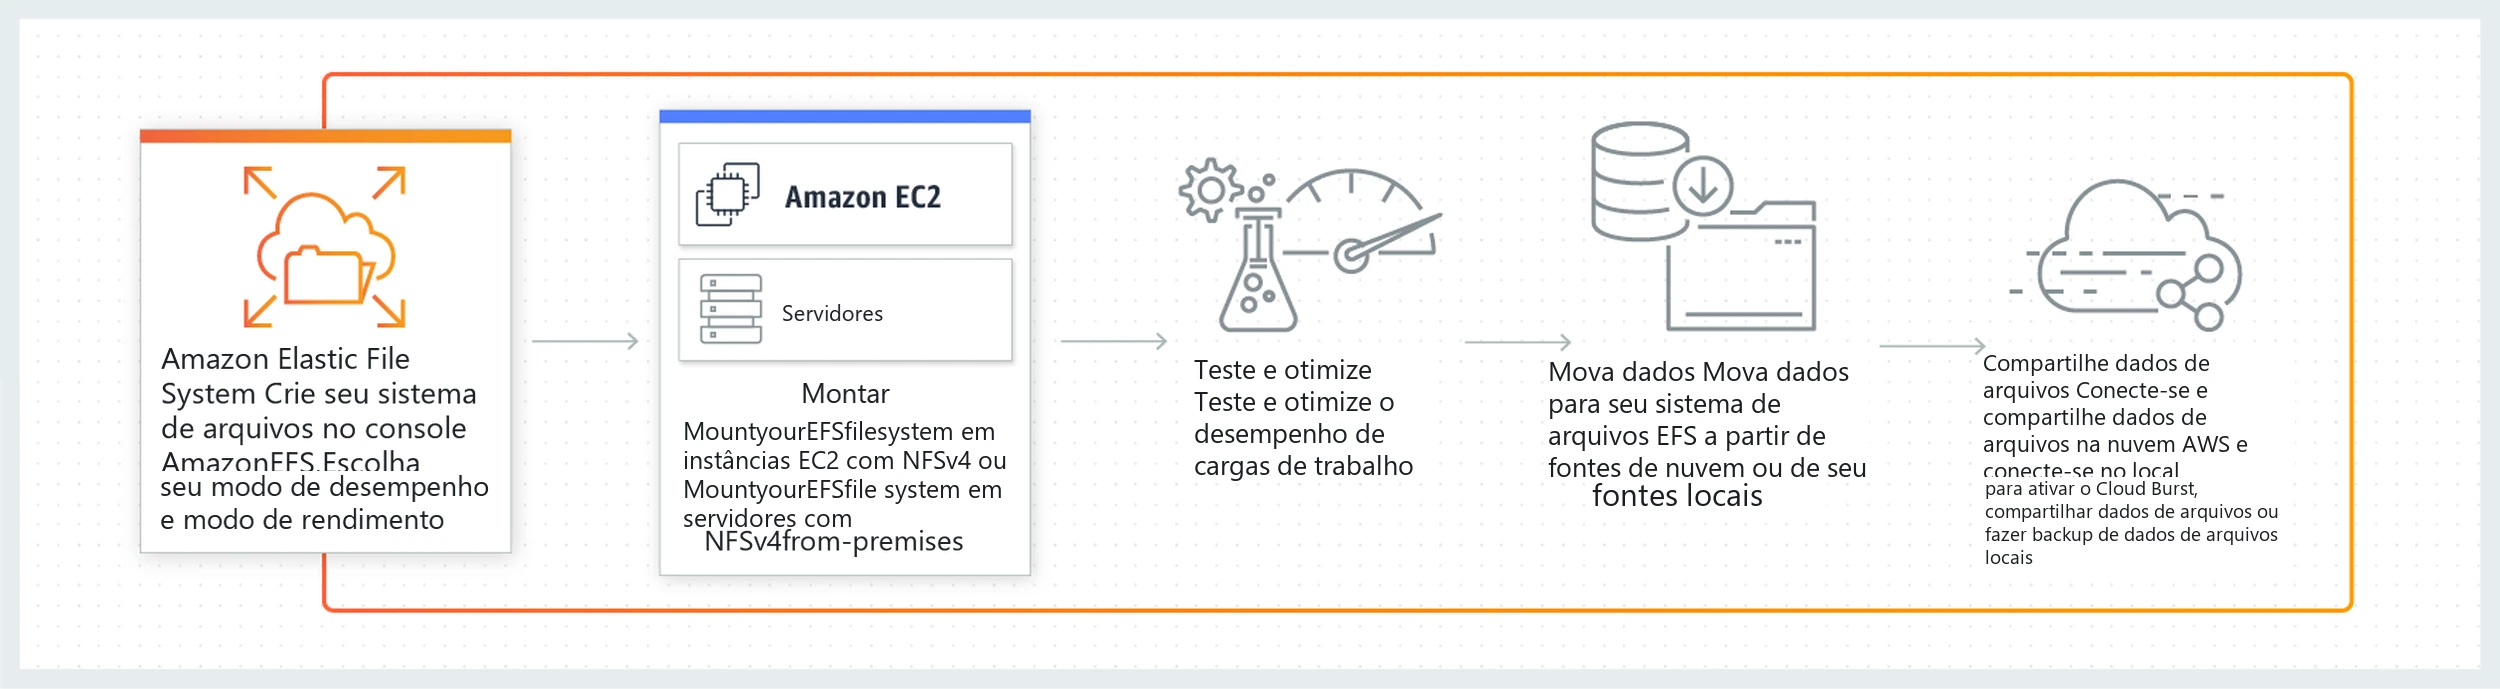 Amazon Elastic File
System Crie seu sistema
de arquivos no console
AmazonEFS.Escolha
seu modo de desempenho
e modo de rendimento
Amazon EC2
Servidores
Montar
MountyourEFSfilesystem em
instâncias EC2 com NFSv4 ou
MountyourEFSfile system em
servidores com
NFSv4from-premises
Teste e otimize
Teste e otimize o
desempenho de
cargas de trabalho
Mova dados Mova dados
para seu sistema de
arquivos EFS a partir de
fontes de nuvem ou de seu
fontes locais
Compartilhe dados de
arquivos Conecte-se e
compartilhe dados de
arquivos na nuvem AWS e
conecte-se no local
para ativar o Cloud Burst,
compartilhar dados de arquivos ou
fazer backup de dados de arquivos
locais